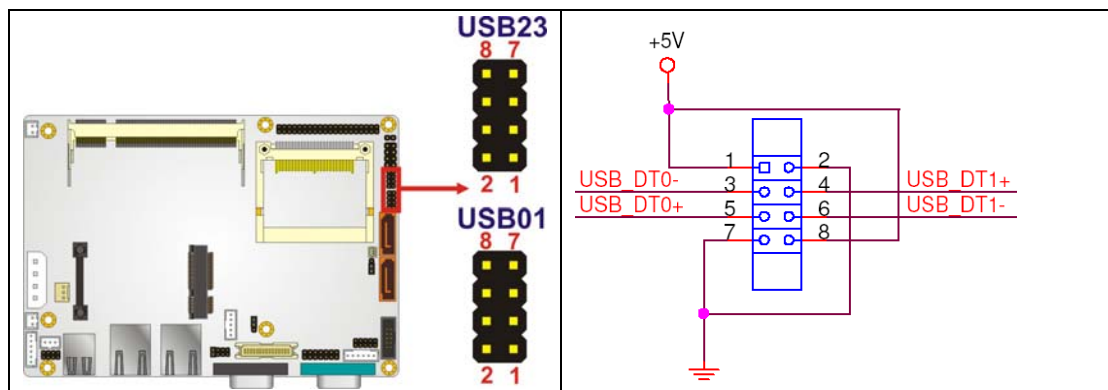 USB23
8 7
2 1
USB01
8 7
2 1
+5V
1 2
USB_DT0- 3 4 USB_DT1+
USB_DT0+ 5 6 USB_DT1-
7 8